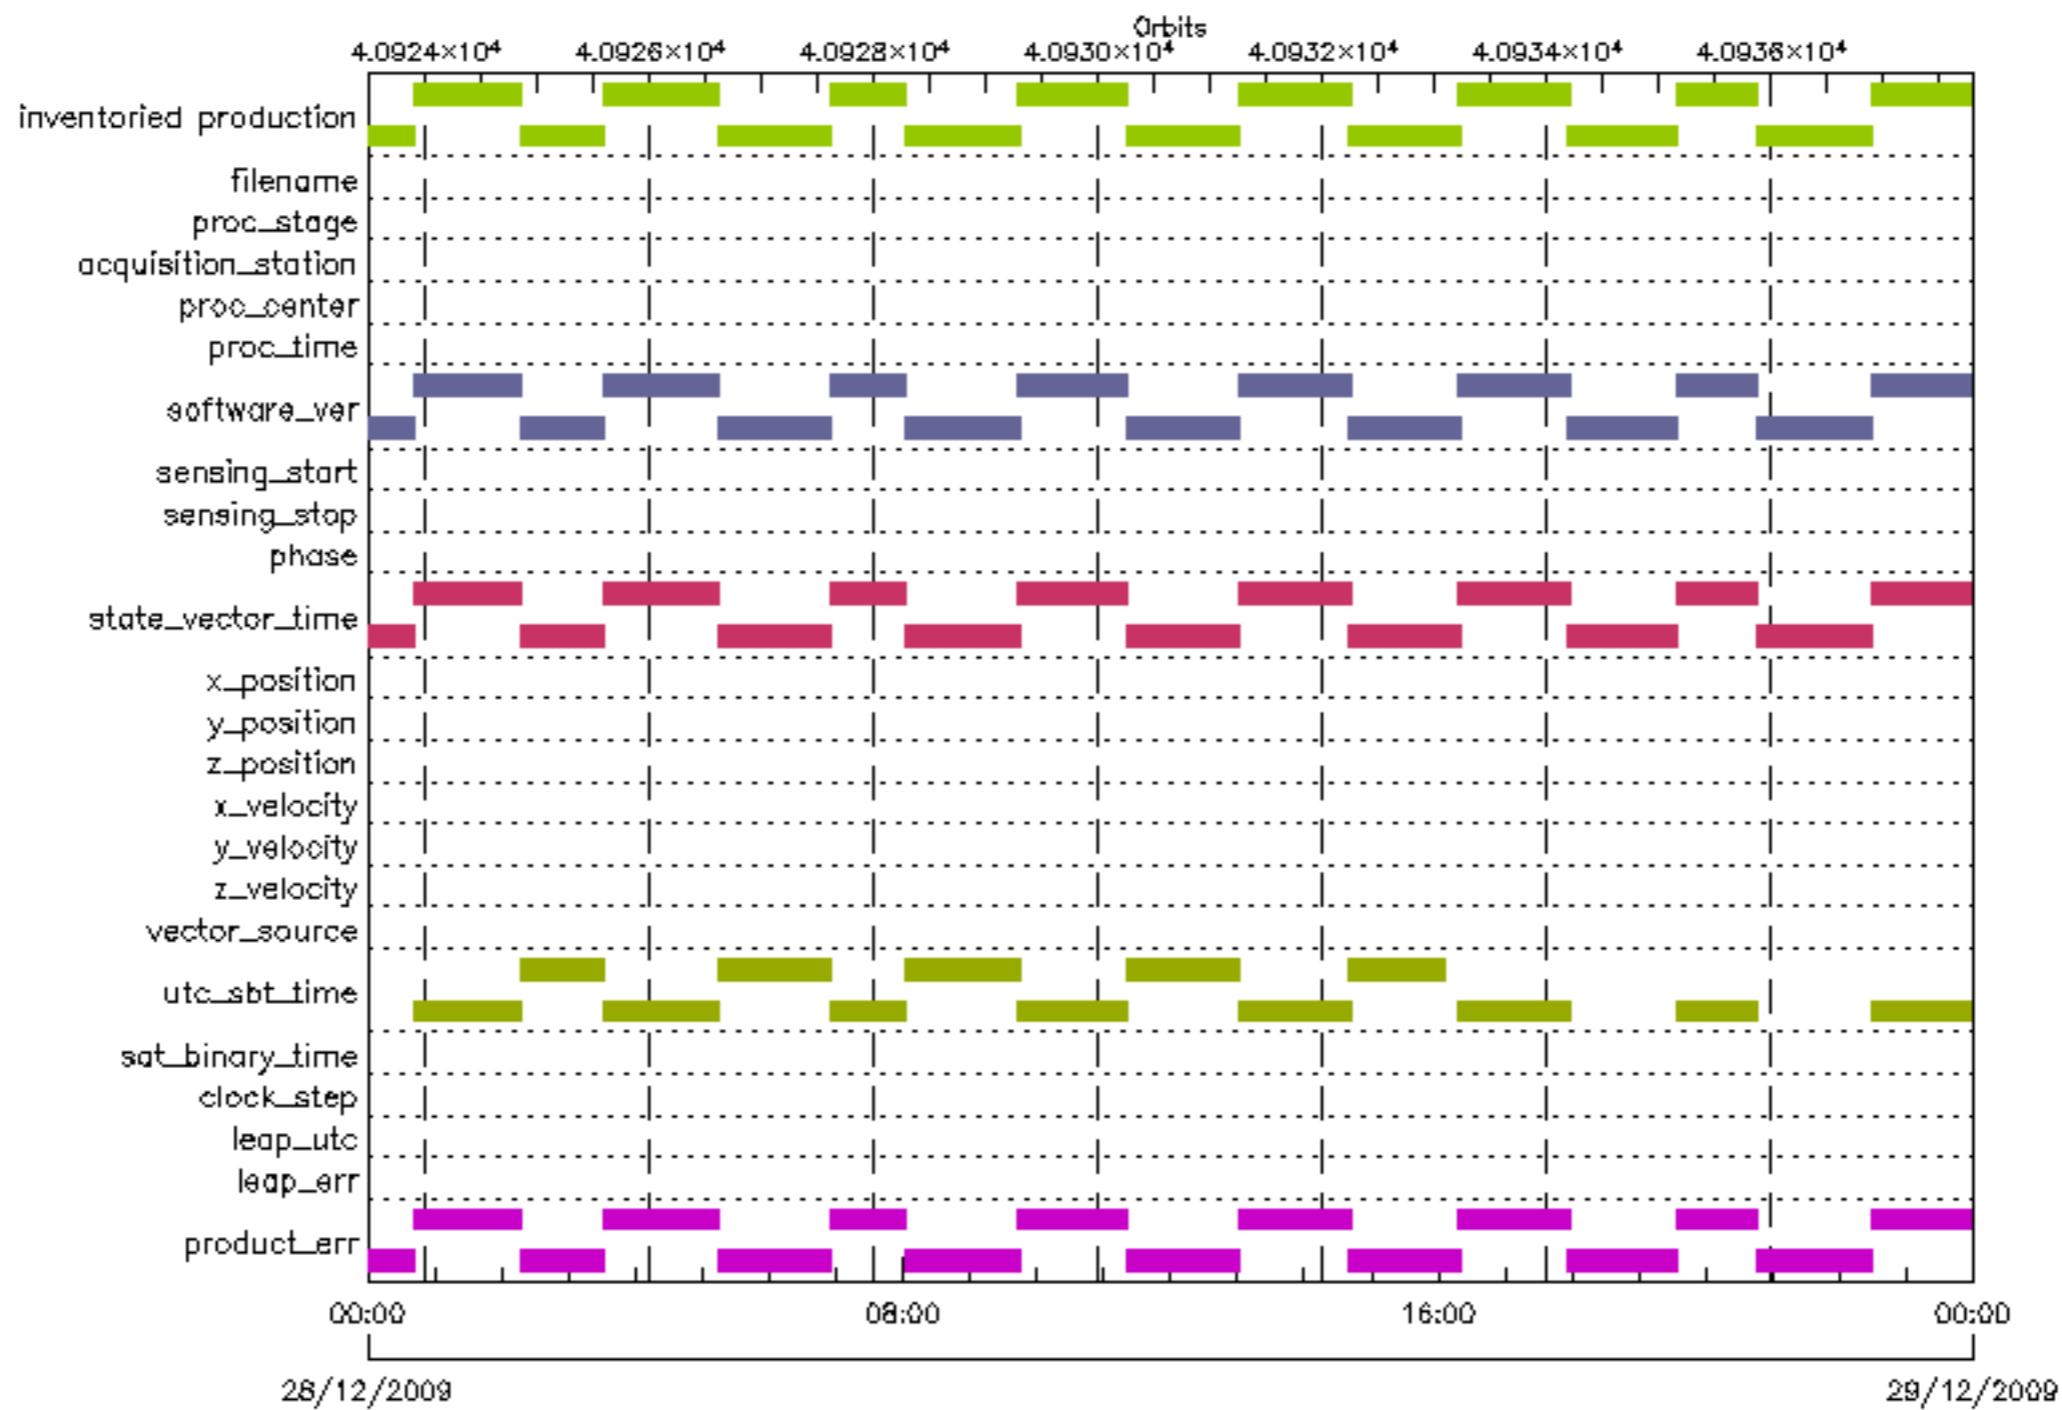 Orbits
4.0924×10⁴ 4.0926×10⁴ 4.0928×10⁴ 4.0930×10⁴ 4.0932×10⁴ 4.0934×10⁴ 4.0936×10⁴
inventoried production
filename
proc_stage
acquisition_station
proc_center
proc_time
software_ver
sensing_start
sensing_stop
phase
state_vector_time
x_position
y_position
z_position
x_velocity
y_velocity
z_velocity
vector_source
utc_sbt_time
sat_binary_time
clock_step
leap_utc
leap_err
product_err
00:00 08:00 16:00 00:00
28/12/2009 29/12/2009